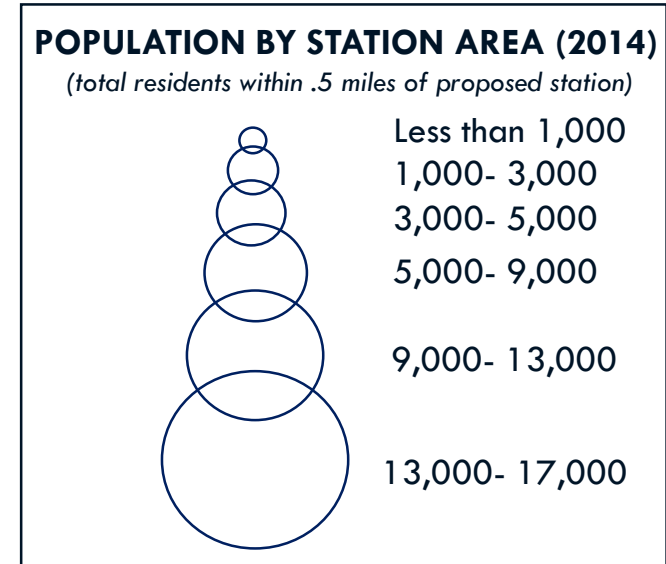 POPULATION BY STATION AREA (2014)
(total residents within .5 miles of proposed station)
Less than 1,000
1,000- 3,000
3,000- 5,000
5,000- 9,000
9,000- 13,000
13,000- 17,000